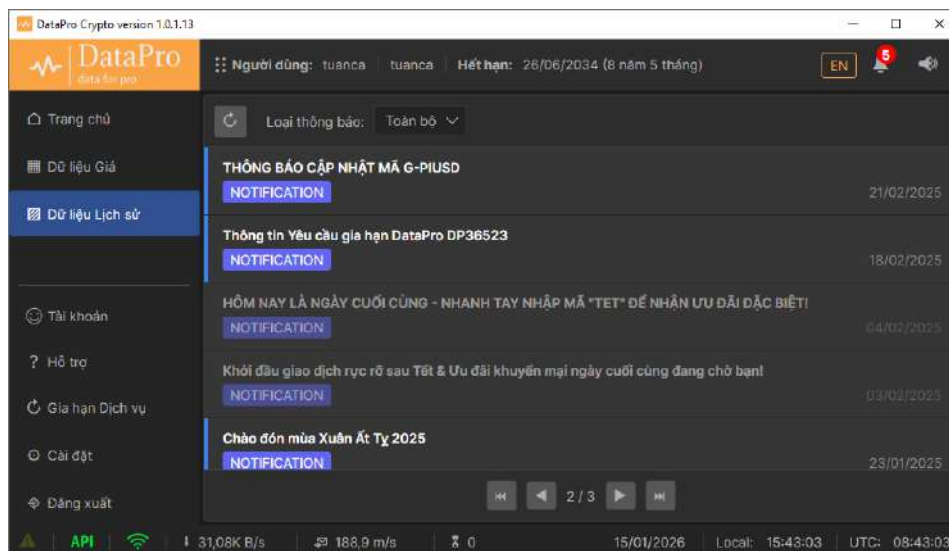 DataPro Crypto version 1.0.1.13
DataPro
data for pro
Người dùng: tuanca tuanca Hết hạn: 26/06/2034 (8 năm 5 tháng)
EN
5
Trang chủ
Dữ liệu Giá
Dữ liệu Lịch sử
Tài khoản
Hỗ trợ
Gia hạn Dịch vụ
Cài đặt
Đăng xuất
Loại thông báo: Toàn bộ
THÔNG BÁO CẬP NHẬT MÃ G-PIUSD
NOTIFICATION
21/02/2025
Thông tin Yêu cầu gia hạn DataPro DP36523
NOTIFICATION
18/02/2025
HÔM NAY LÀ NGÀY CUỐI CÙNG - NHANH TAY NHẬP MÃ "TET" ĐỂ NHẬN ƯU ĐÃI ĐẶC BIỆT!
NOTIFICATION
04/02/2025
Khởi đầu giao dịch rực rỡ sau Tết & Ưu đãi khuyến mại ngày cuối cùng đang chờ bạn!
NOTIFICATION
03/02/2025
Chào đón mùa Xuân Ất Tỵ 2025
NOTIFICATION
23/01/2025
2 / 3
API 31,08K B/s 188,9 m/s 0 15/01/2026 Local: 15:43:03 UTC: 08:43:03